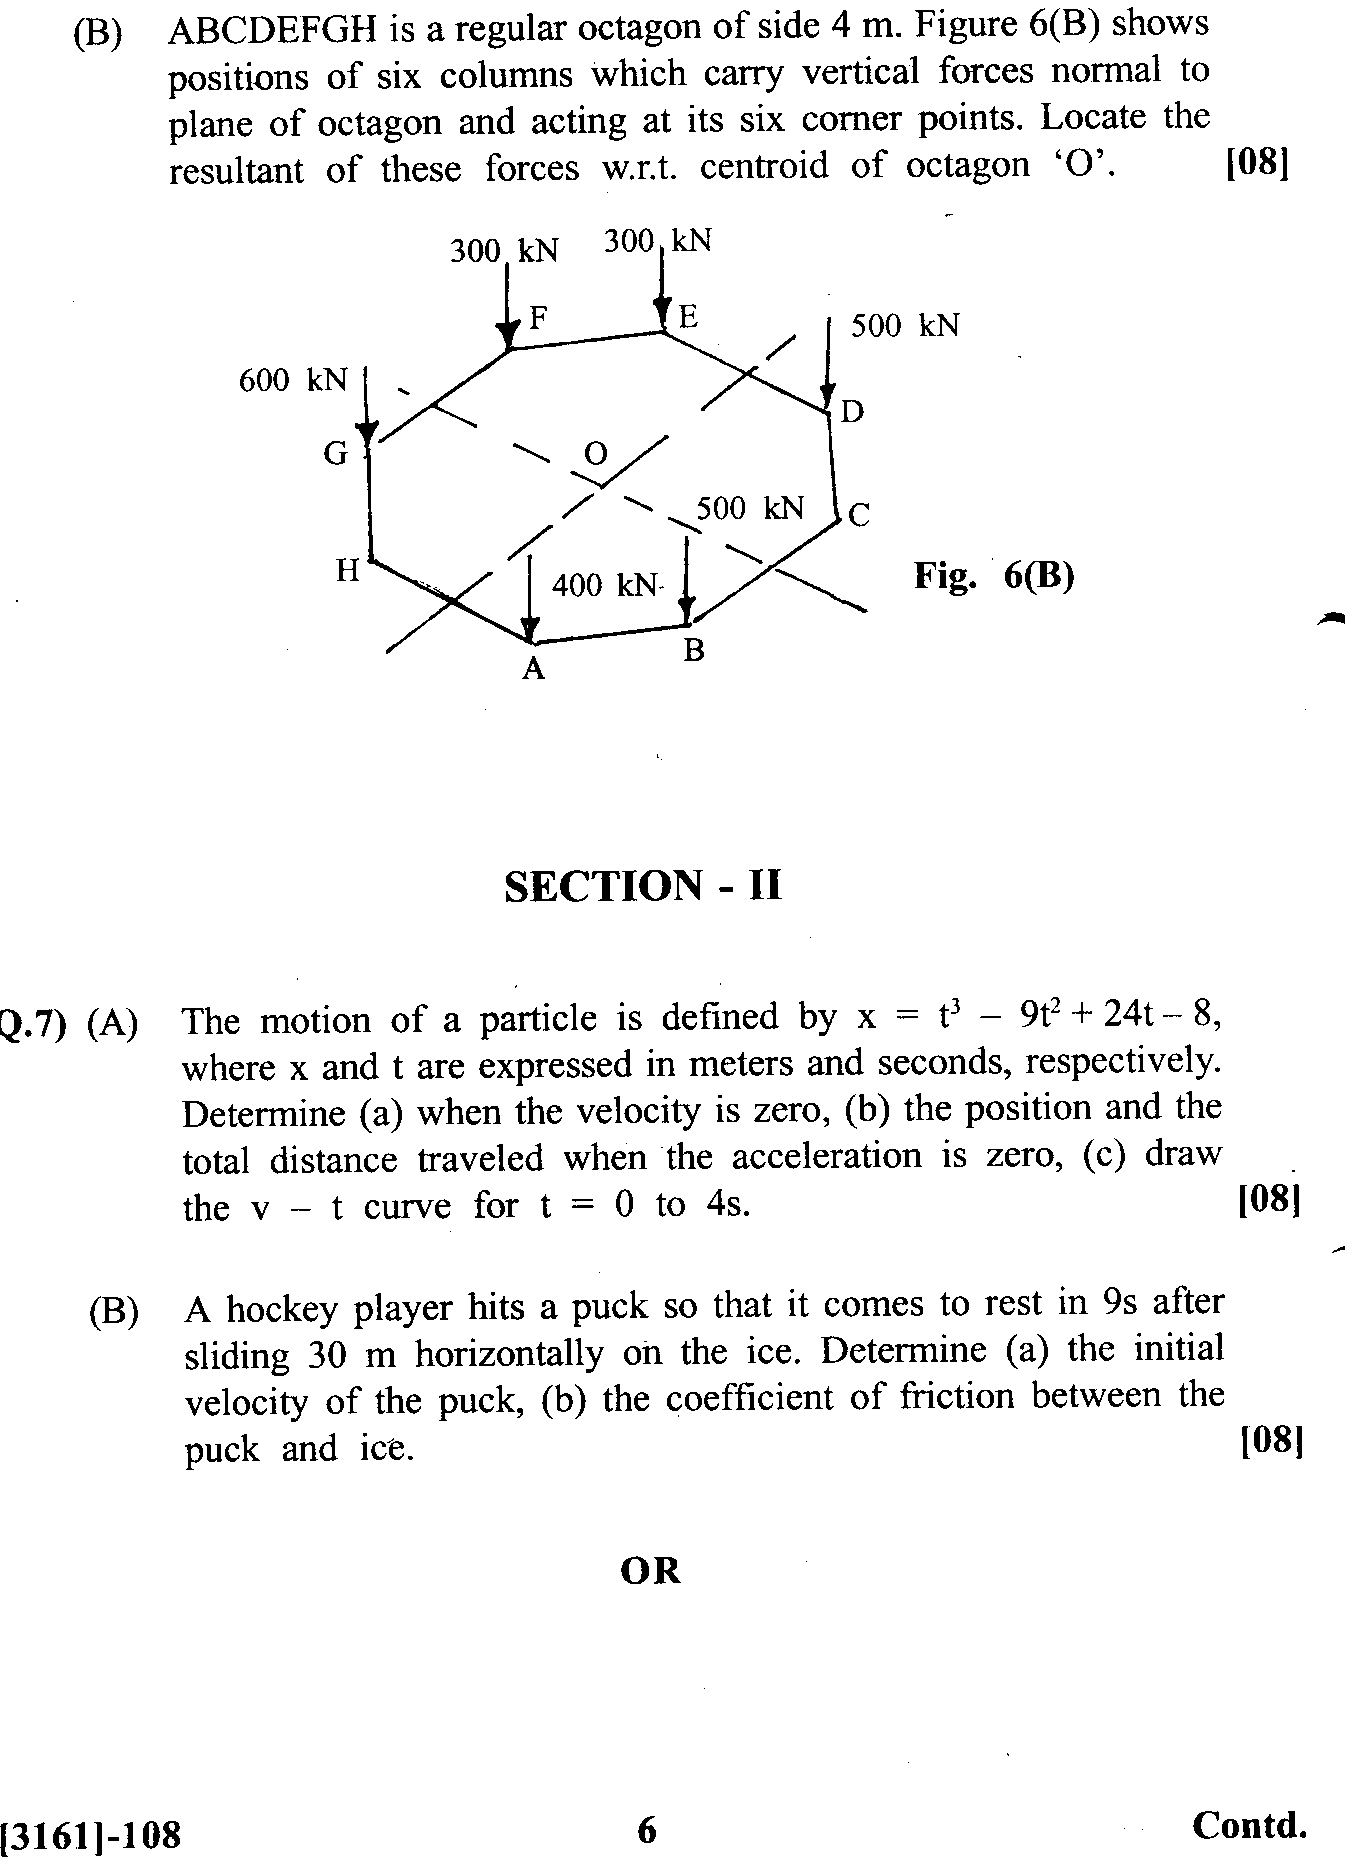 (B) ABCDEFGH is a regular octagon of side 4 m. Figure 6(B) shows
positions of six columns which carry vertical forces normal to
plane of octagon and acting at its six corner points. Locate the
resultant of these forces w.r.t. centroid of octagon ‘O’. [08]
300 kN 300 kN
F E
500 kN
600 kN
D
G O
500 kN C
H 400 kN Fig. 6(B)
B
A
SECTION - II
Q.7) (A) The motion of a particle is defined by x = t³ – 9t² + 24t – 8,
where x and t are expressed in meters and seconds, respectively.
Determine (a) when the velocity is zero, (b) the position and the
total distance traveled when the acceleration is zero, (c) draw
the v – t curve for t = 0 to 4s. [08]
(B) A hockey player hits a puck so that it comes to rest in 9s after
sliding 30 m horizontally on the ice. Determine (a) the initial
velocity of the puck, (b) the coefficient of friction between the
puck and ice. [08]
OR
[3161]-108 6 Contd.